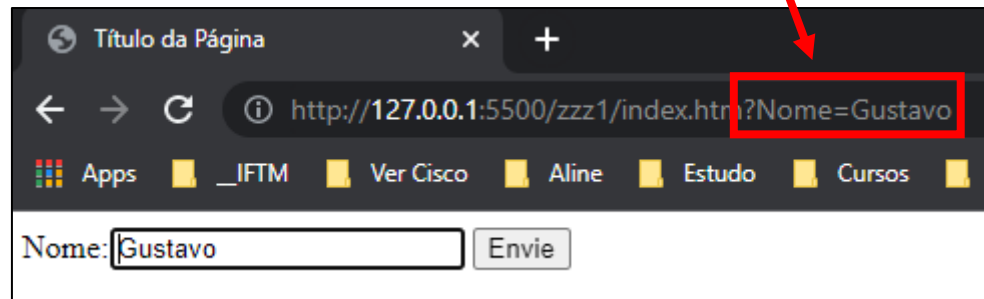 Título da Página
http://127.0.0.1:5500/zzz1/index.htm?Nome=Gustavo
Apps __IFTM Ver Cisco Aline Estudo Cursos
Nome: Gustavo Envie